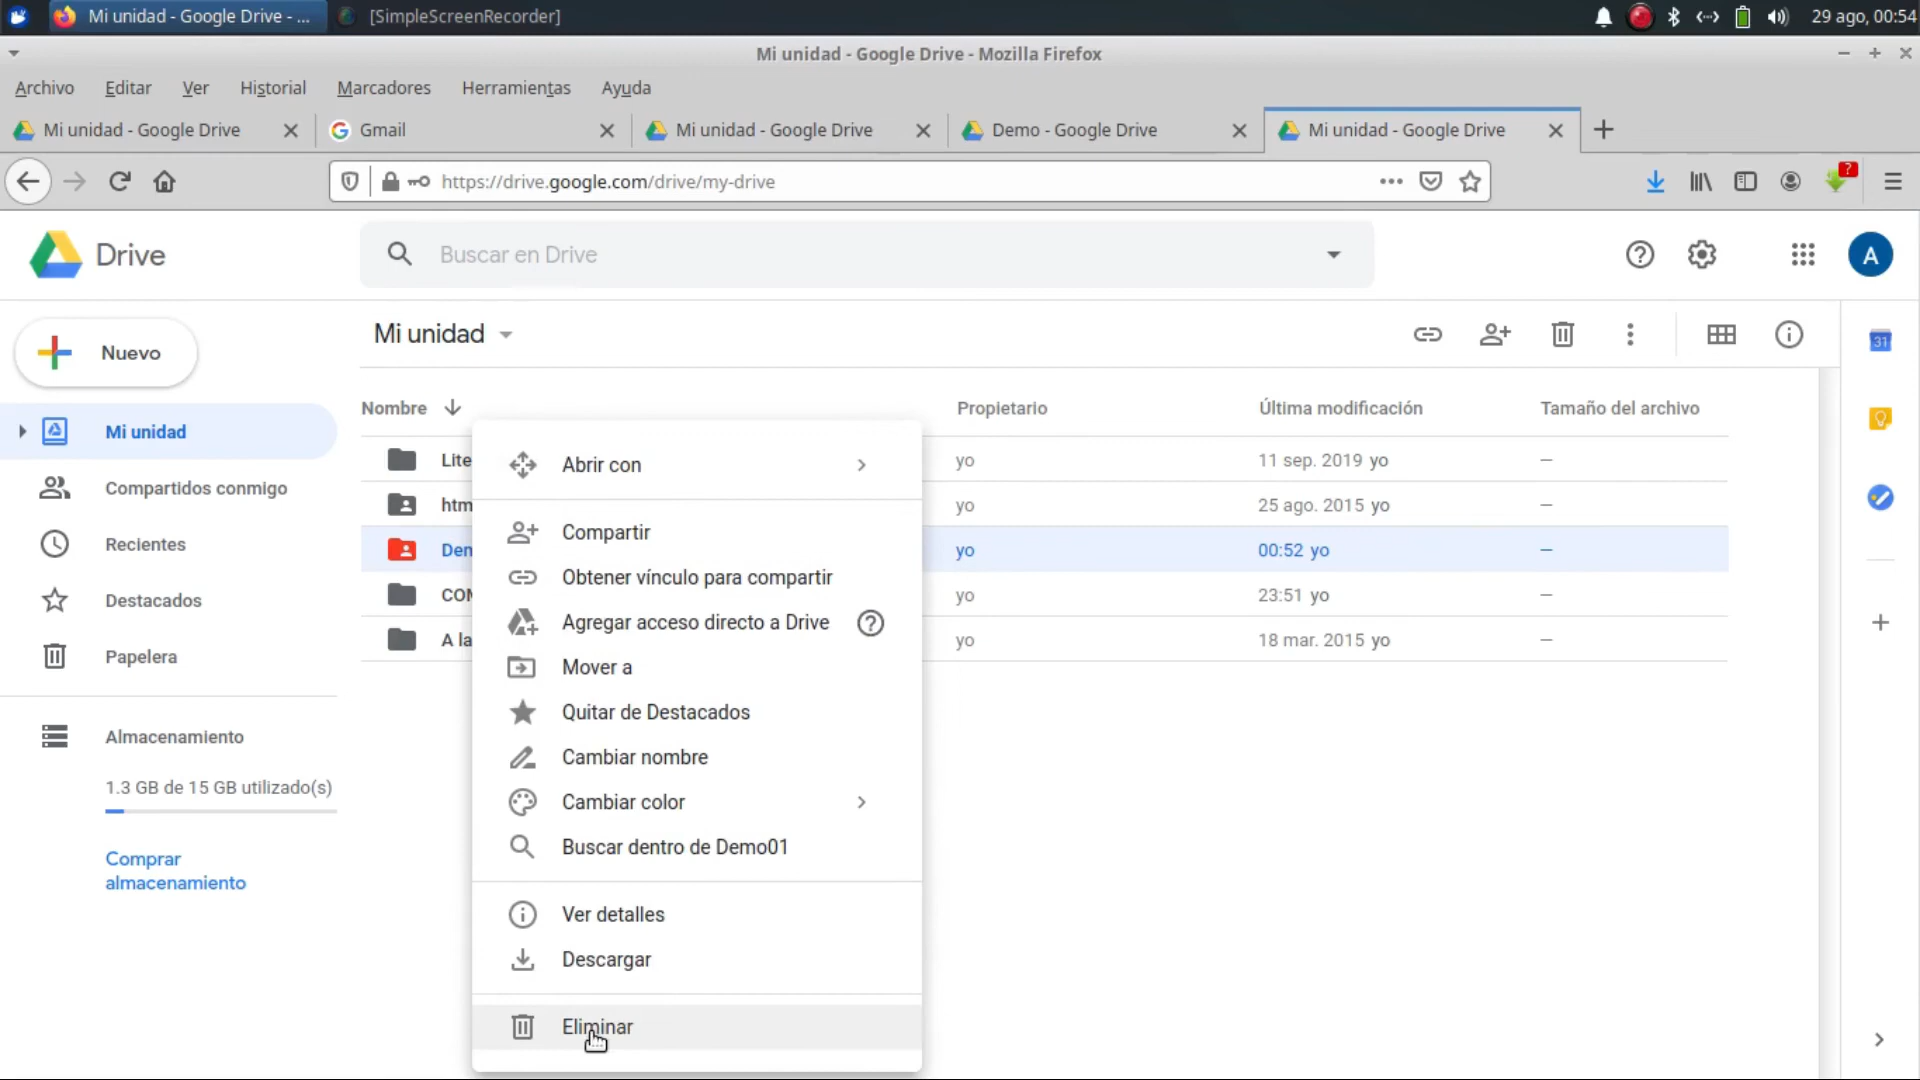 Mi unidad - Google Drive - ...
[SimpleScreenRecorder]
29 ago, 00:54
Mi unidad - Google Drive - Mozilla Firefox
Archivo Editar Ver Historial Marcadores Herramientas Ayuda
Mi unidad - Google Drive
Gmail
Mi unidad - Google Drive
Demo - Google Drive
Mi unidad - Google Drive
https://drive.google.com/drive/my-drive
?
Drive
Buscar en Drive
A
Nuevo
Mi unidad
31
Nombre
Propietario
Última modificación
Tamaño del archivo
Mi unidad
Compartidos conmigo
Recientes
Destacados
Papelera
Almacenamiento
1.3 GB de 15 GB utilizado(s)
Comprar
almacenamiento
Lite
yo
11 sep. 2019 yo
—
htm
yo
25 ago. 2015 yo
—
Den
yo
00:52 yo
—
COM
yo
23:51 yo
—
A la
yo
18 mar. 2015 yo
—
Abrir con
Compartir
Obtener vínculo para compartir
Agregar acceso directo a Drive
Mover a
Quitar de Destacados
Cambiar nombre
Cambiar color
Buscar dentro de Demo01
Ver detalles
Descargar
Eliminar